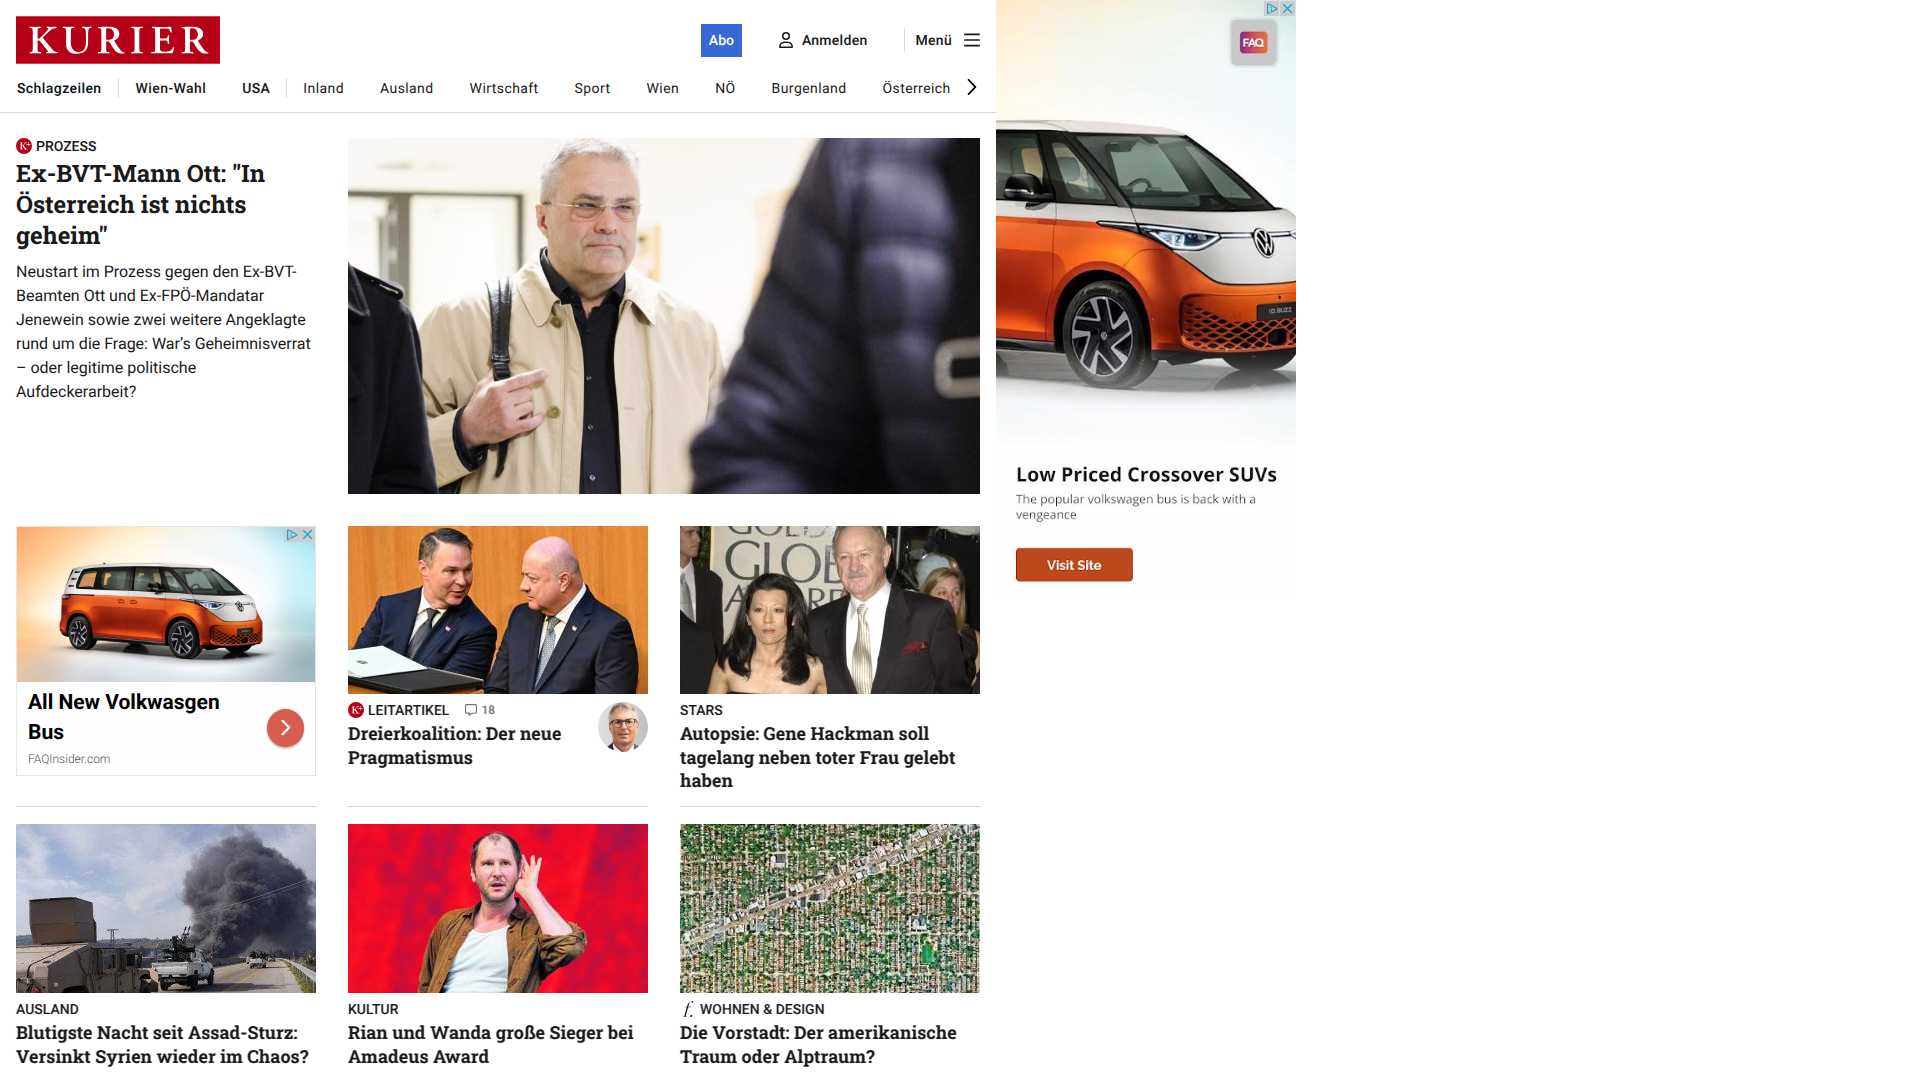 KURIER
Abo
Anmelden
Menü
Schlagzeilen
Wien-Wahl
USA
Inland
Ausland
Wirtschaft
Sport
Wien
NÖ
Burgenland
Österreich
K+ PROZESS
Ex-BVT-Mann Ott: "In
Österreich ist nichts
geheim"
Neustart im Prozess gegen den Ex-BVT-
Beamten Ott und Ex-FPÖ-Mandatar
Jenewein sowie zwei weitere Angeklagte
rund um die Frage: War's Geheimnisverrat
– oder legitime politische
Aufdeckerarbeit?
FAQ
ID.BUZZ
Low Priced Crossover SUVs
The popular volkswagen bus is back with a
vengeance
Visit Site
All New Volkwasgen
Bus
FAQInsider.com
K+ LEITARTIKEL 18
Dreierkoalition: Der neue
Pragmatismus
GOLD
GLOB
AWARD
STARS
Autopsie: Gene Hackman soll
tagelang neben toter Frau gelebt
haben
AUSLAND
Blutigste Nacht seit Assad-Sturz:
Versinkt Syrien wieder im Chaos?
KULTUR
Rian und Wanda große Sieger bei
Amadeus Award
f. WOHNEN & DESIGN
Die Vorstadt: Der amerikanische
Traum oder Alptraum?